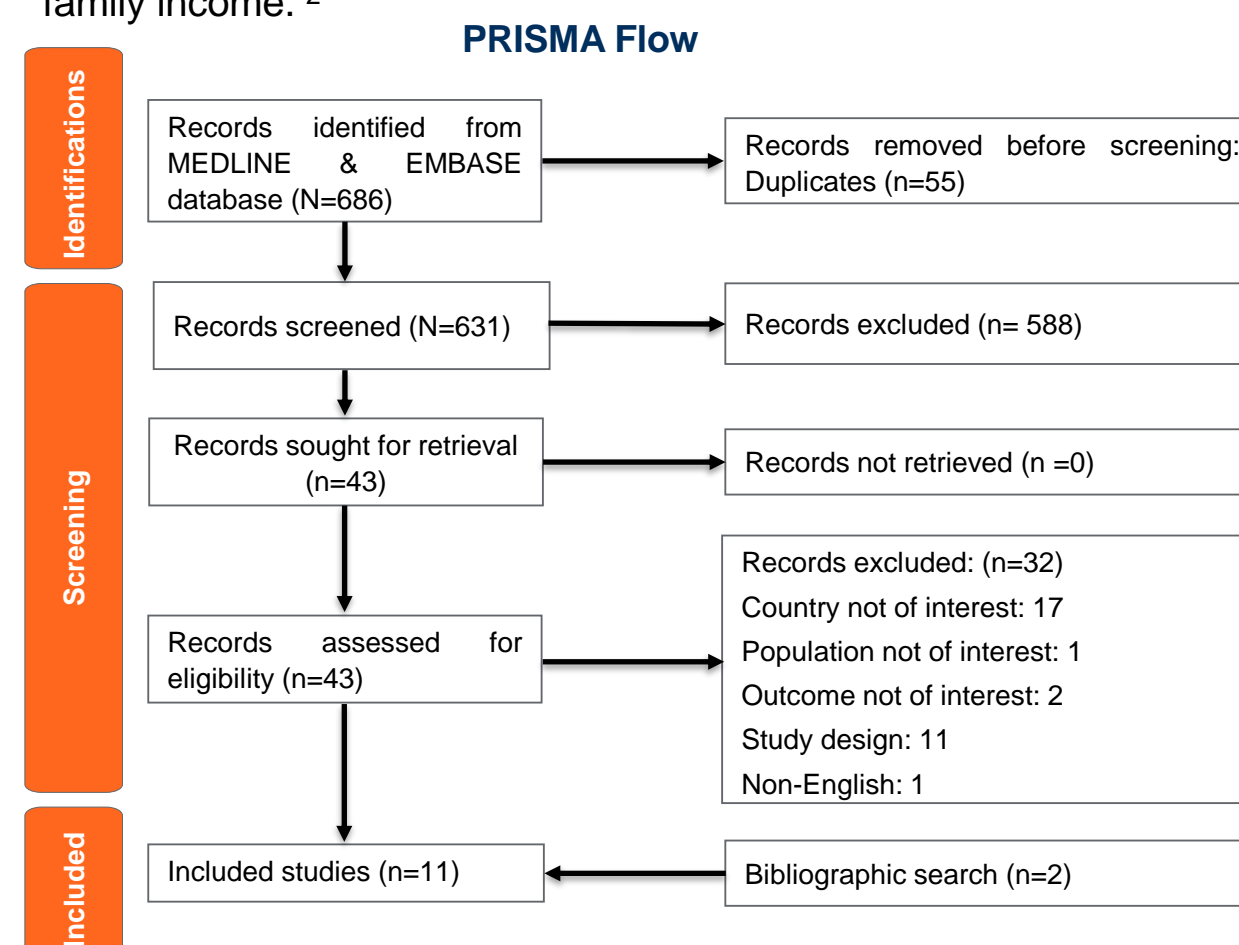 family income. 2
PRISMA Flow
Identifications
Records identified from
MEDLINE & EMBASE
database (N=686)
Records removed before screening:
Duplicates (n=55)
Screening
Records screened (N=631)
Records excluded (n= 588)
Records sought for retrieval
(n=43)
Records not retrieved (n =0)
Records assessed for
eligibility (n=43)
Records excluded: (n=32)
Country not of interest: 17
Population not of interest: 1
Outcome not of interest: 2
Study design: 11
Non-English: 1
Included
Included studies (n=11)
Bibliographic search (n=2)